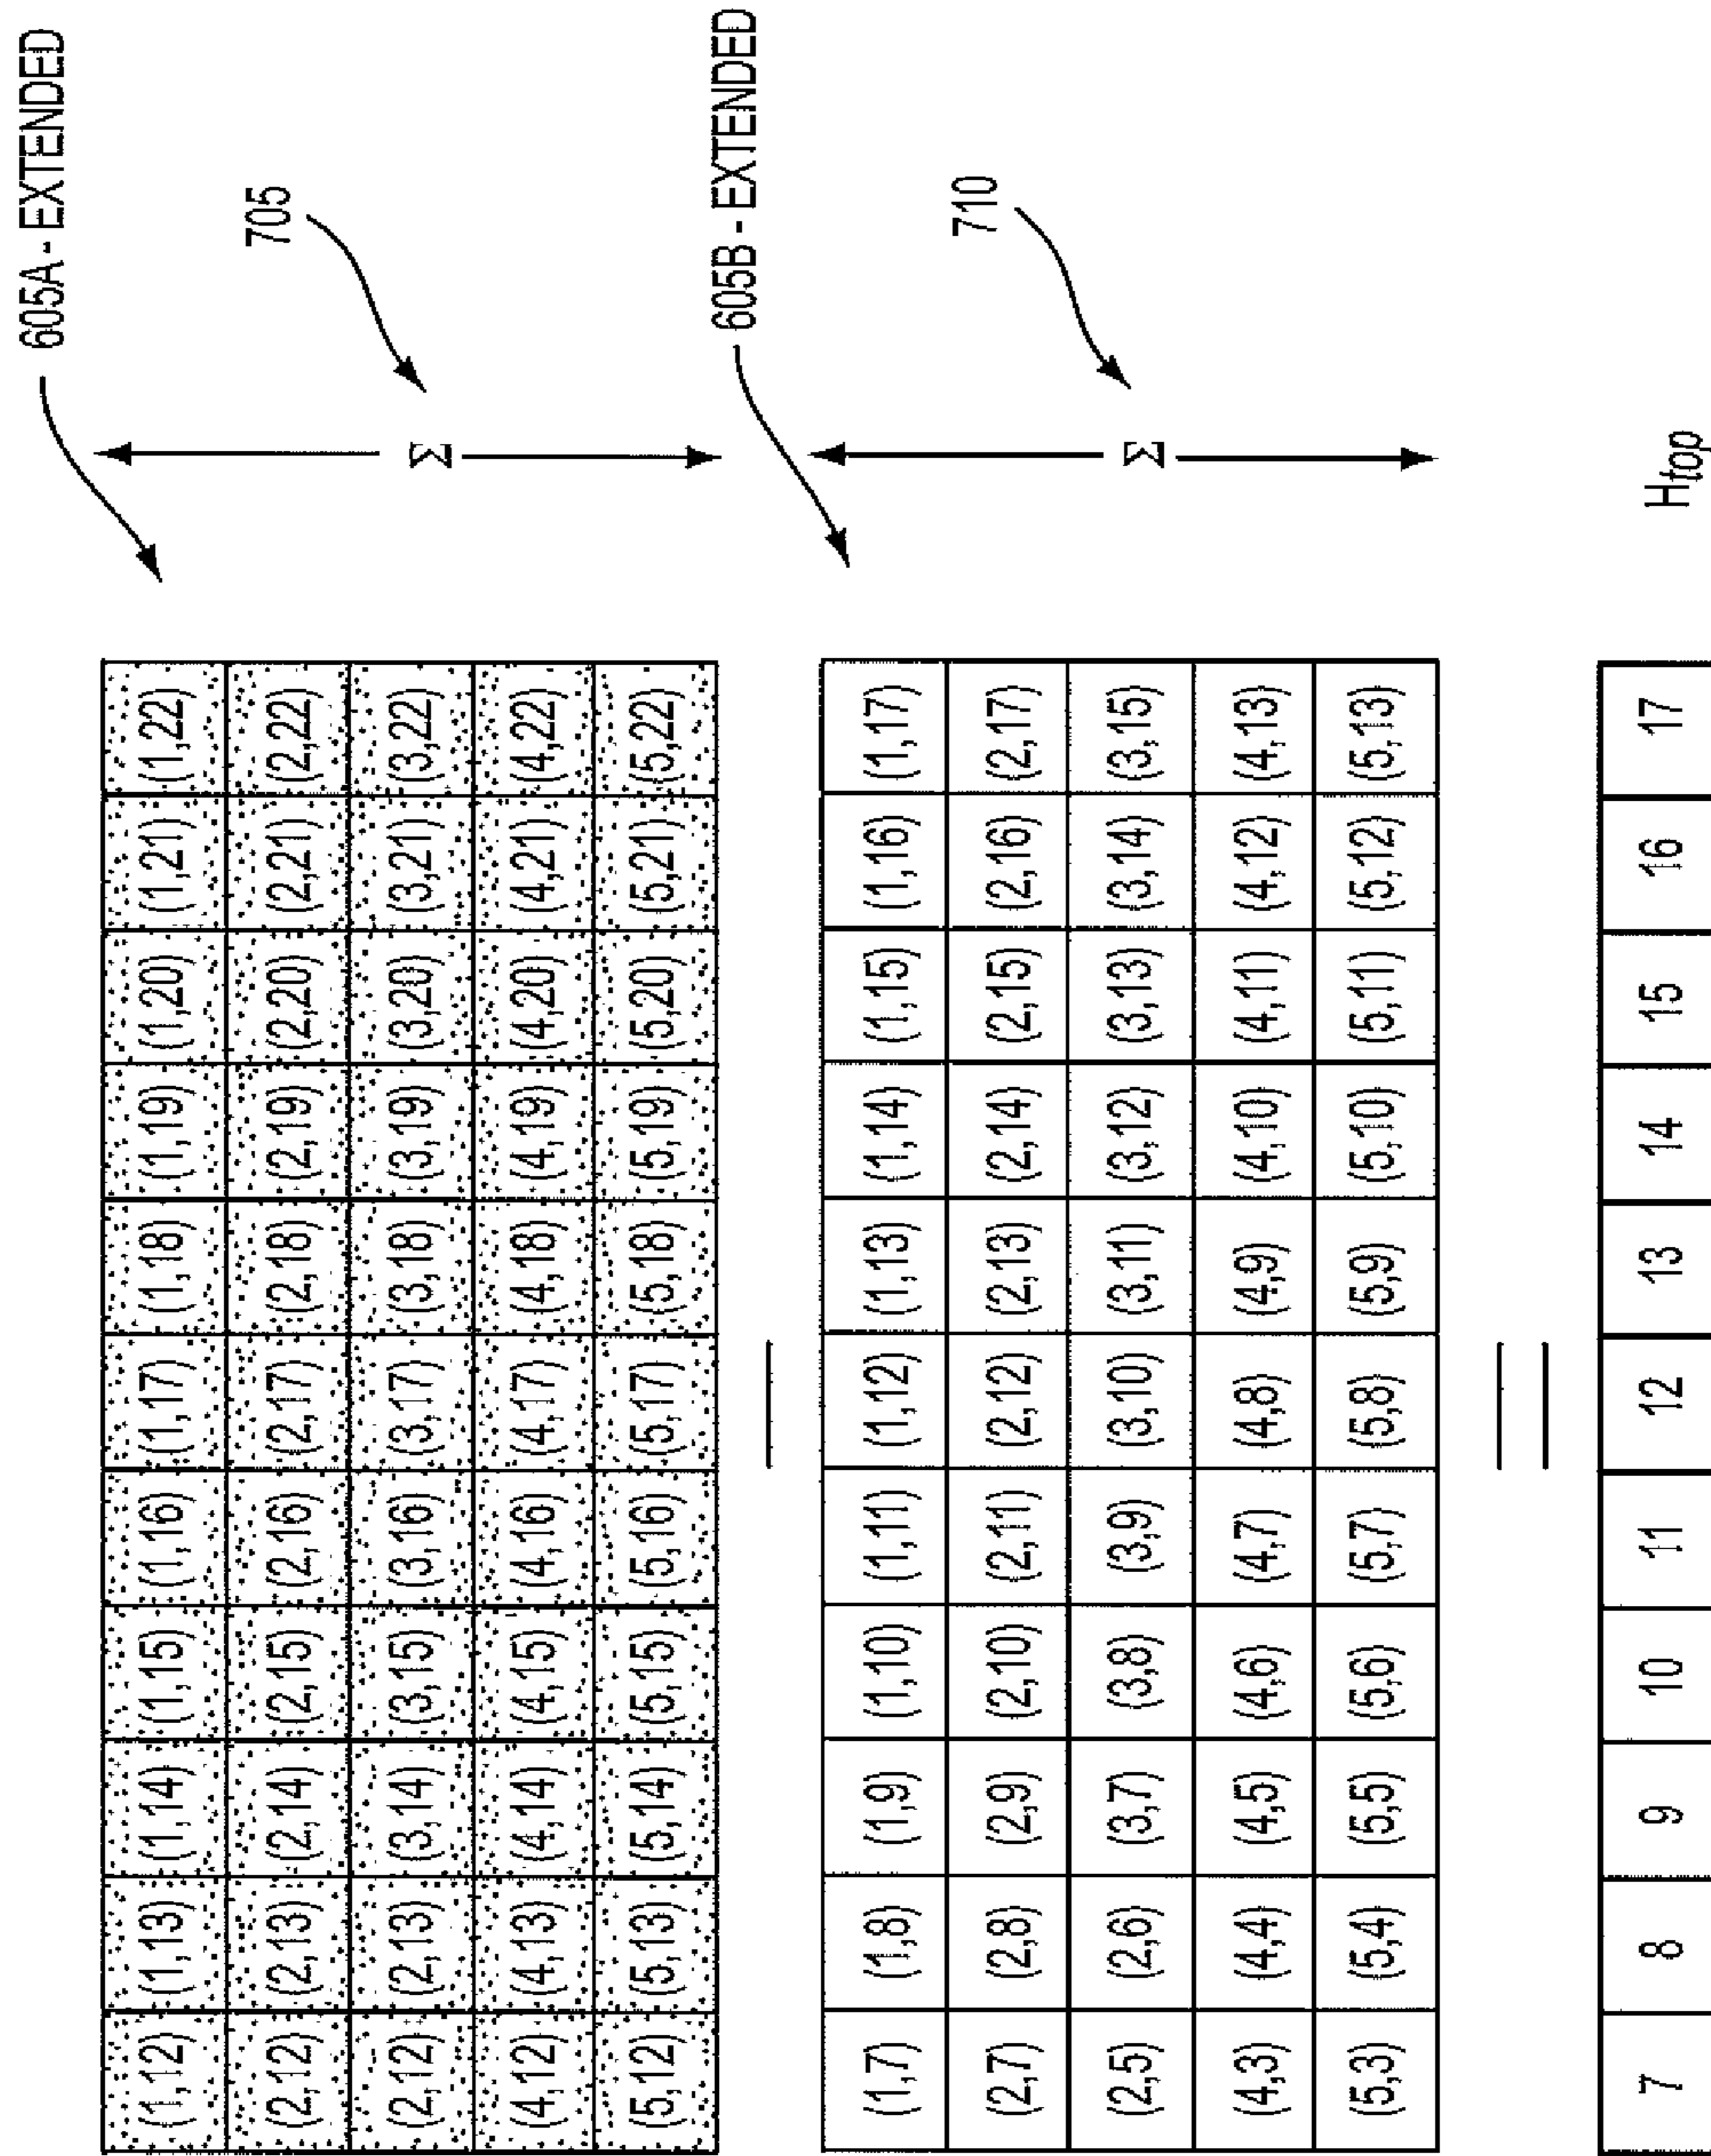 605A - EXTENDED
(1,12) (1,13) (1,14) (1,15) (1,16) (1,17) (1,18) (1,19) (1,20) (1,21) (1,22)
(2,12) (2,13) (2,14) (2,15) (2,16) (2,17) (2,18) (2,19) (2,20) (2,21) (2,22)
(2,12) (2,13) (3,14) (3,15) (3,16) (3,17) (3,18) (3,19) (3,20) (3,21) (3,22)
(4,12) (4,13) (4,14) (4,15) (4,16) (4,17) (4,18) (4,19) (4,20) (4,21) (4,22)
(5,12) (5,13) (5,14) (5,15) (5,16) (5,17) (5,18) (5,19) (5,20) (5,21) (5,22)
705
Σ
—
605B - EXTENDED
(1,7) (1,8) (1,9) (1,10) (1,11) (1,12) (1,13) (1,14) (1,15) (1,16) (1,17)
(2,7) (2,8) (2,9) (2,10) (2,11) (2,12) (2,13) (2,14) (2,15) (2,16) (2,17)
(2,5) (2,6) (3,7) (3,8) (3,9) (3,10) (3,11) (3,12) (3,13) (3,14) (3,15)
(4,3) (4,4) (4,5) (4,6) (4,7) (4,8) (4,9) (4,10) (4,11) (4,12) (4,13)
(5,3) (5,4) (5,5) (5,6) (5,7) (5,8) (5,9) (5,10) (5,11) (5,12) (5,13)
710
Σ
=
7 8 9 10 11 12 13 14 15 16 17
Htop